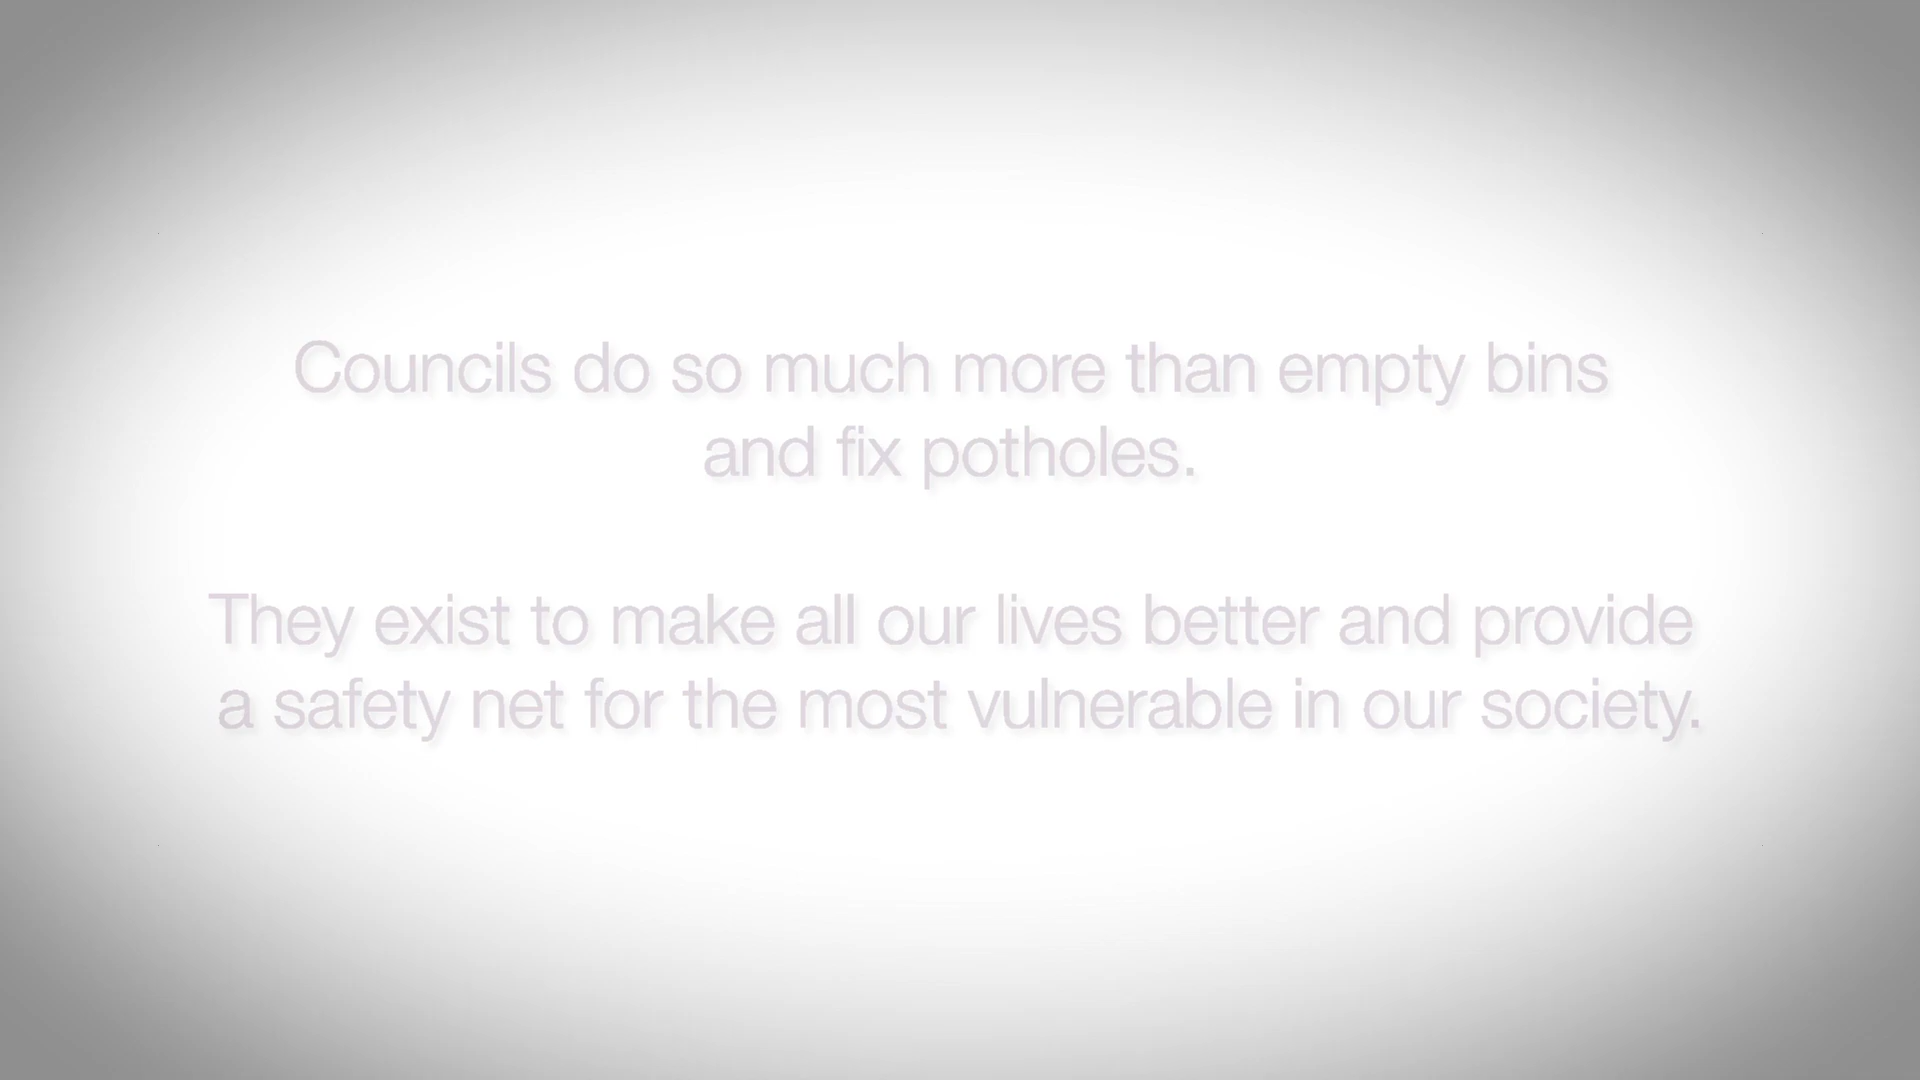 Councils do so much more than empty bins
and fix potholes.
They exist to make all our lives better and provide
a safety net for the most vulnerable in our society.